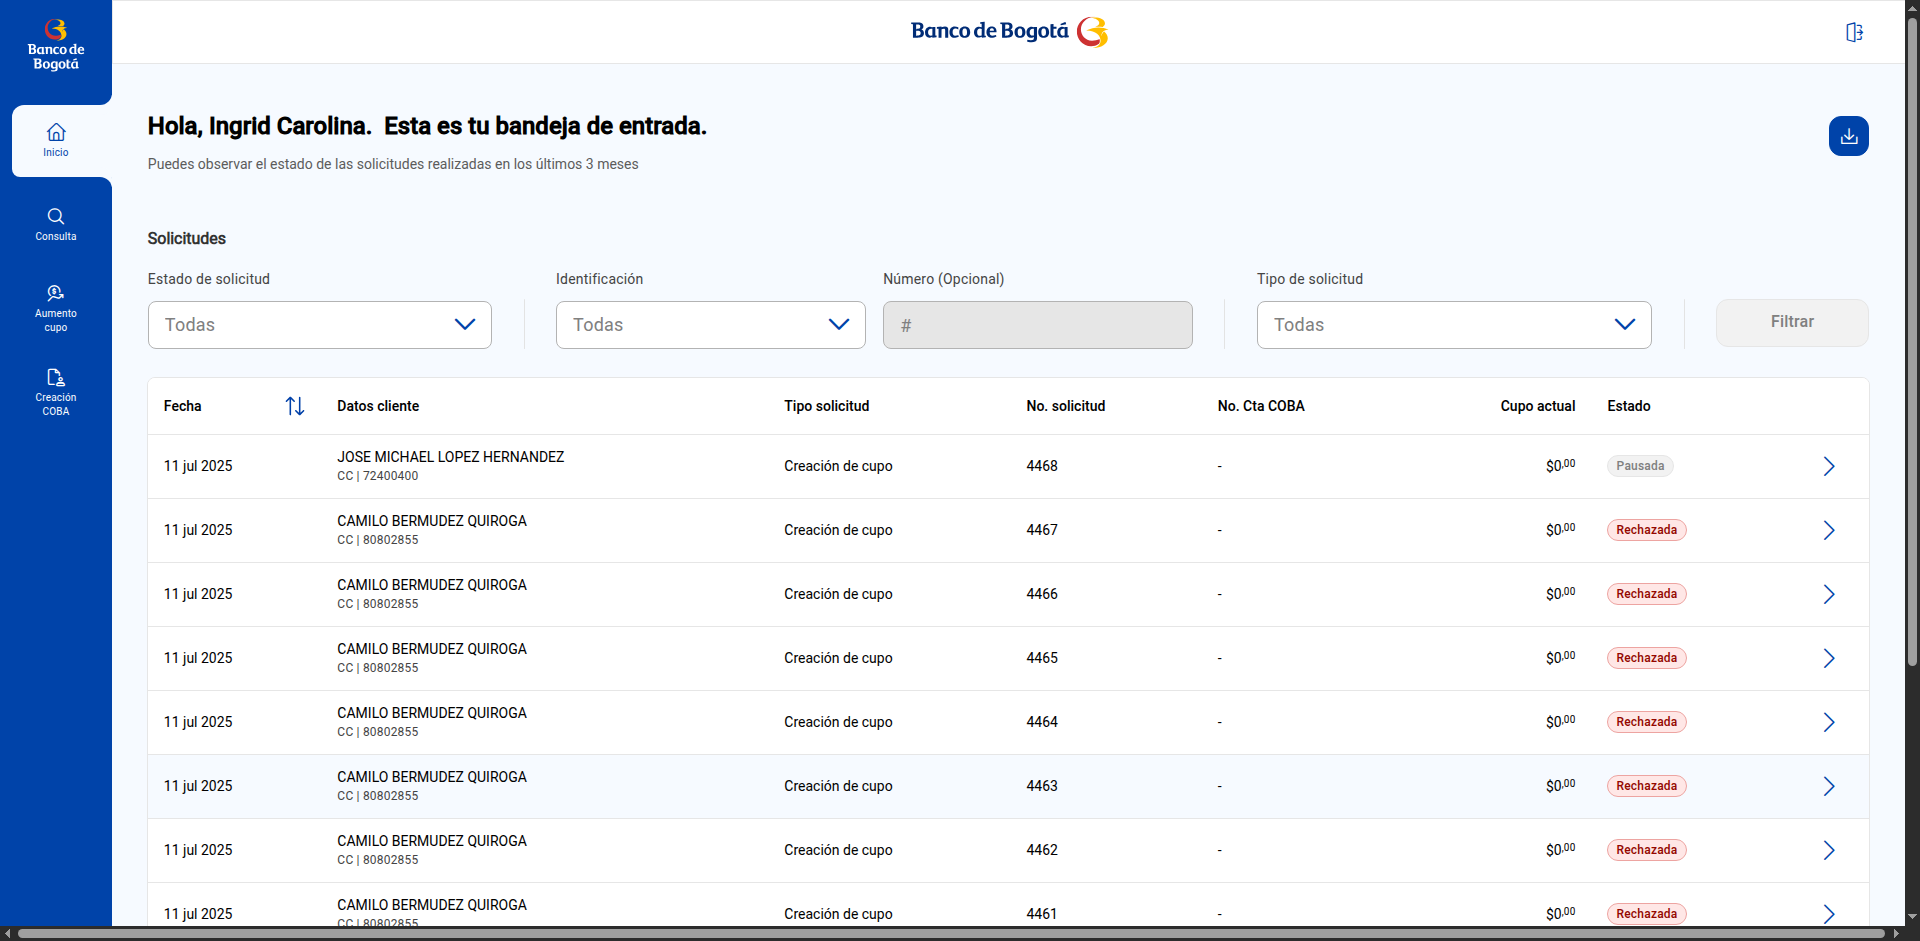 Banco de
Bogotá
Inicio
Consulta
Aumento
cupo
Creación
COBA
Banco de Bogotá
Hola, Ingrid Carolina.  Esta es tu bandeja de entrada.
Puedes observar el estado de las solicitudes realizadas en los últimos 3 meses
Solicitudes
Estado de solicitud Identificación Número (Opcional) Tipo de solicitud
Todas Todas # Todas Filtrar
Fecha Datos cliente Tipo solicitud No. solicitud No. Cta COBA Cupo actual Estado
11 jul 2025 JOSE MICHAEL LOPEZ HERNANDEZ Creación de cupo 4468 - $0,00 Pausada
CC | 72400400
11 jul 2025 CAMILO BERMUDEZ QUIROGA Creación de cupo 4467 - $0,00 Rechazada
CC | 80802855
11 jul 2025 CAMILO BERMUDEZ QUIROGA Creación de cupo 4466 - $0,00 Rechazada
CC | 80802855
11 jul 2025 CAMILO BERMUDEZ QUIROGA Creación de cupo 4465 - $0,00 Rechazada
CC | 80802855
11 jul 2025 CAMILO BERMUDEZ QUIROGA Creación de cupo 4464 - $0,00 Rechazada
CC | 80802855
11 jul 2025 CAMILO BERMUDEZ QUIROGA Creación de cupo 4463 - $0,00 Rechazada
CC | 80802855
11 jul 2025 CAMILO BERMUDEZ QUIROGA Creación de cupo 4462 - $0,00 Rechazada
CC | 80802855
11 jul 2025 CAMILO BERMUDEZ QUIROGA Creación de cupo 4461 - $0,00 Rechazada
CC | 80802855